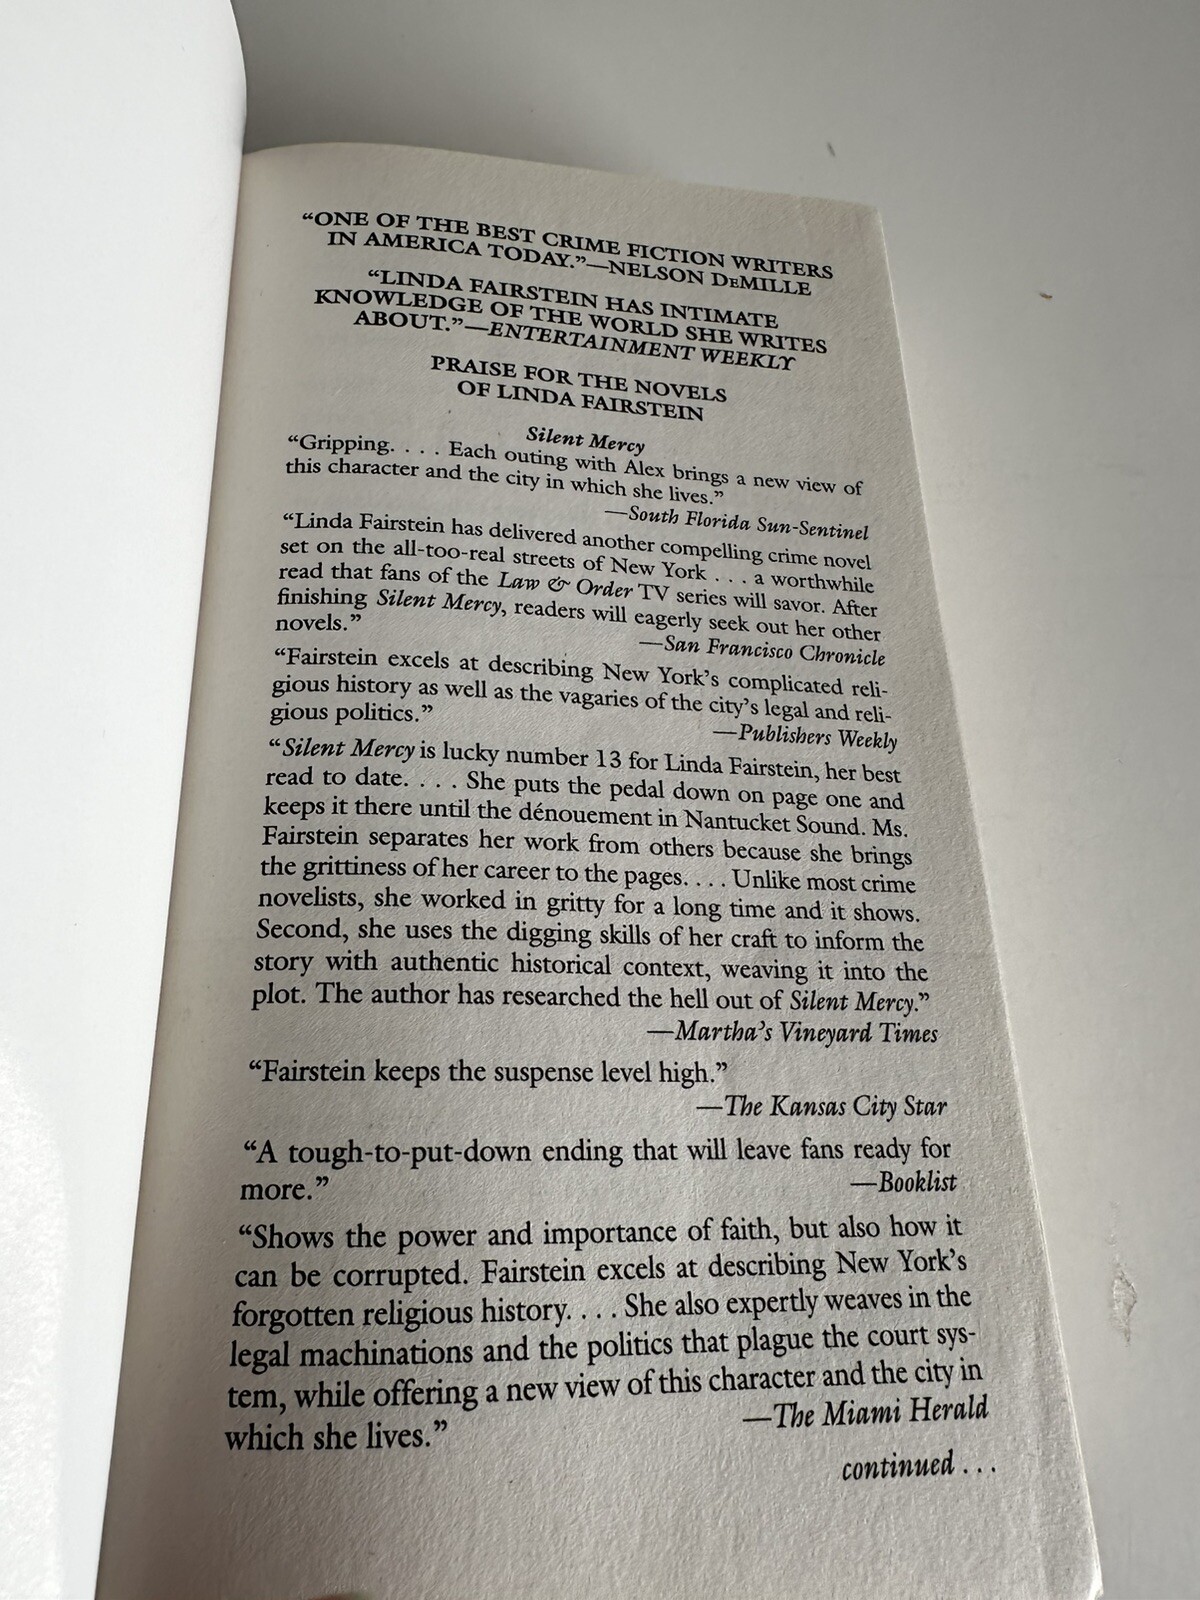 “ONE OF THE BEST CRIME FICTION WRITERS
IN AMERICA TODAY.”—NELSON DeMILLE
“LINDA FAIRSTEIN HAS INTIMATE
KNOWLEDGE OF THE WORLD SHE WRITES
ABOUT.”—ENTERTAINMENT WEEKLY
PRAISE FOR THE NOVELS
OF LINDA FAIRSTEIN
Silent Mercy
“Gripping. . . . Each outing with Alex brings a new view of
this character and the city in which she lives.”
—South Florida Sun-Sentinel
“Linda Fairstein has delivered another compelling crime novel
set on the all-too-real streets of New York . . . a worthwhile
read that fans of the Law & Order TV series will savor. After
finishing Silent Mercy, readers will eagerly seek out her other
novels.”
—San Francisco Chronicle
“Fairstein excels at describing New York’s complicated reli-
gious history as well as the vagaries of the city’s legal and reli-
gious politics.”
—Publishers Weekly
“Silent Mercy is lucky number 13 for Linda Fairstein, her best
read to date. . . . She puts the pedal down on page one and
keeps it there until the dénouement in Nantucket Sound. Ms.
Fairstein separates her work from others because she brings
the grittiness of her career to the pages. . . . Unlike most crime
novelists, she worked in gritty for a long time and it shows.
Second, she uses the digging skills of her craft to inform the
story with authentic historical context, weaving it into the
plot. The author has researched the hell out of Silent Mercy.”
—Martha’s Vineyard Times
“Fairstein keeps the suspense level high.”
—The Kansas City Star
“A tough-to-put-down ending that will leave fans ready for
more.” —Booklist
“Shows the power and importance of faith, but also how it
can be corrupted. Fairstein excels at describing New York’s
forgotten religious history. . . . She also expertly weaves in the
legal machinations and the politics that plague the court sys-
tem, while offering a new view of this character and the city in
which she lives.” —The Miami Herald
continued . . .